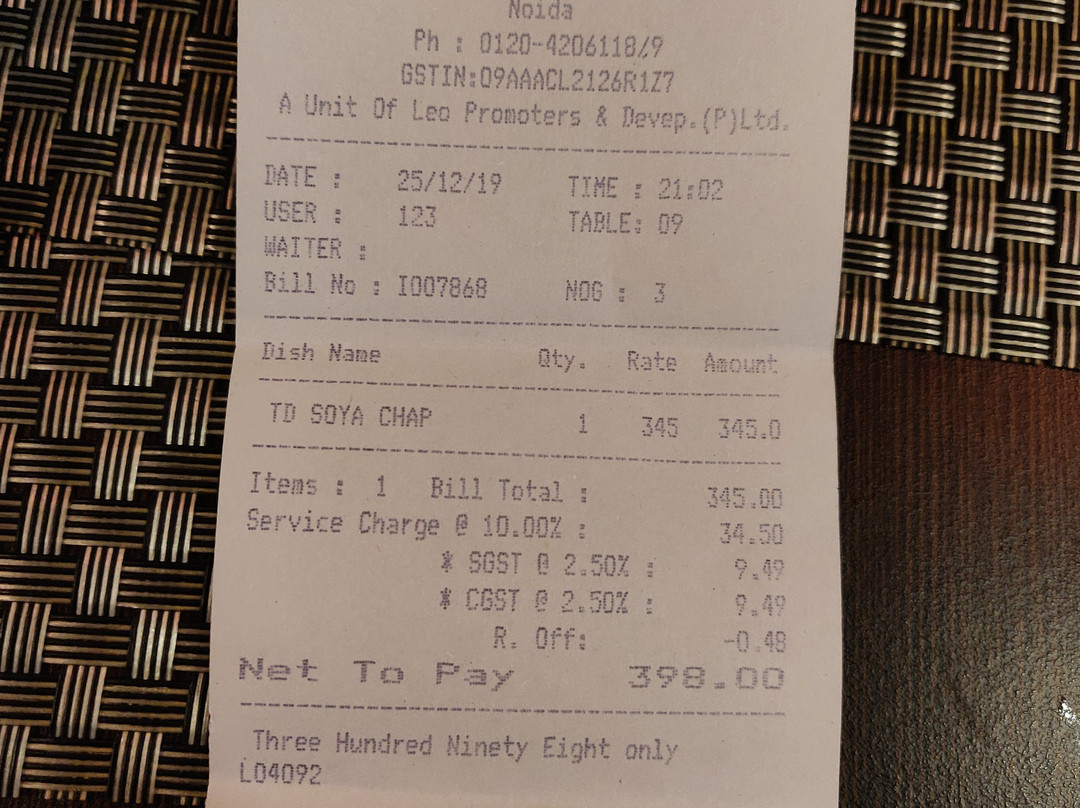 Noida
Ph : 0120-4206118/9
GSTIN:09AAACL2126R1Z7
A Unit Of Leo Promoters & Devep.(P)Ltd.
DATE : 25/12/19 TIME : 21:02
USER : 123 TABLE: 09
WAITER :
Bill No : I007868 NOG : 3
Dish Name Qty. Rate Amount
TD SOYA CHAP 1 345 345.0
Items : 1 Bill Total : 345.00
Service Charge @ 10.00% : 34.50
* SGST @ 2.50% : 9.49
* CGST @ 2.50% : 9.49
R. Off: -0.48
Net To Pay 398.00
Three Hundred Ninety Eight only
L04092